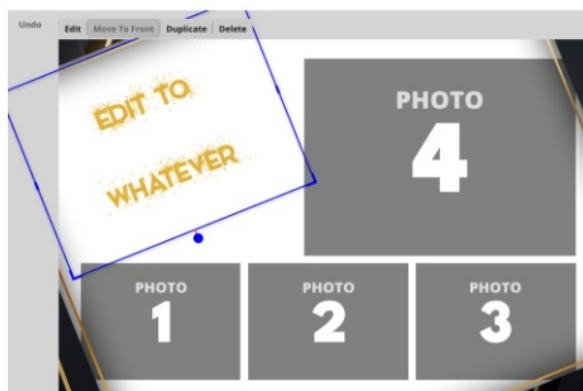 Undo
Edit Move To Front Duplicate Delete
EDIT TO
WHATEVER
PHOTO
4
PHOTO
1
PHOTO
2
PHOTO
3